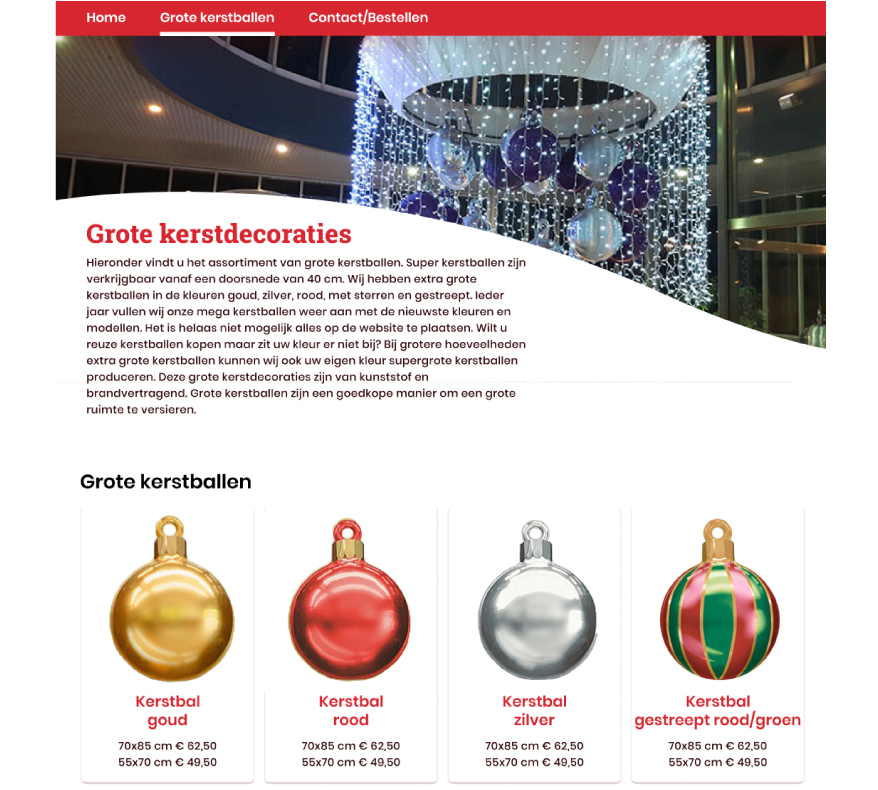 Home Grote kerstballen Contact/Bestellen
Grote kerstdecoraties
Hieronder vindt u het assortiment van grote kerstballen. Super kerstballen zijn
verkrijgbaar vanaf een doorsnede van 40 cm. Wij hebben extra grote
kerstballen in de kleuren goud, zilver, rood, met sterren en gestreept. Ieder
jaar vullen wij onze mega kerstballen weer aan met de nieuwste kleuren en
modellen. Het is helaas niet mogelijk alles op de website te plaatsen. Wilt u
reuze kerstballen kopen maar zit uw kleur er niet bij? Bij grotere hoeveelheden
extra grote kerstballen kunnen wij ook uw eigen kleur supergrote kerstballen
produceren. Deze grote kerstdecoraties zijn van kunststof en
brandvertragend. Grote kerstballen zijn een goedkope manier om een grote
ruimte te versieren.
Grote kerstballen
Kerstbal
goud
70x85 cm € 62,50
55x70 cm € 49,50
Kerstbal
rood
70x85 cm € 62,50
55x70 cm € 49,50
Kerstbal
zilver
70x85 cm € 62,50
55x70 cm € 49,50
Kerstbal
gestreept rood/groen
70x85 cm € 62,50
55x70 cm € 49,50